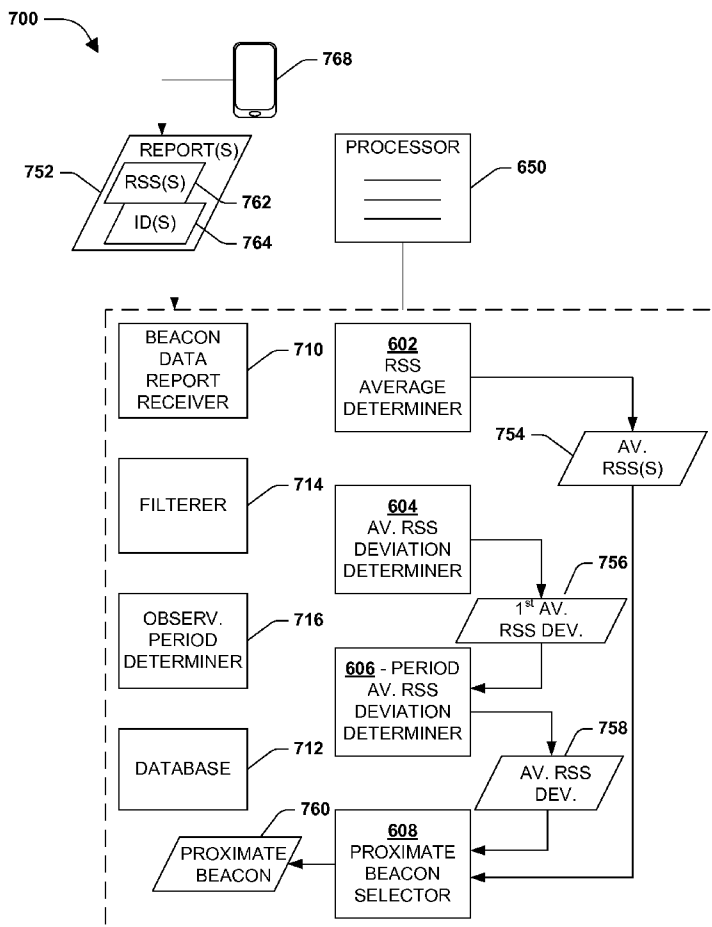 700
768
REPORT(S)
752
RSS(S)
762
ID(S)
764
PROCESSOR
650
BEACON
DATA
REPORT
RECEIVER
710
602
RSS
AVERAGE
DETERMINER
754
AV.
RSS(S)
FILTERER
714
604
AV. RSS
DEVIATION
DETERMINER
756
1st AV.
RSS DEV.
OBSERV.
PERIOD
DETERMINER
716
606 - PERIOD
AV. RSS
DEVIATION
DETERMINER
758
AV. RSS
DEV.
DATABASE
712
760
PROXIMATE
BEACON
608
PROXIMATE
BEACON
SELECTOR